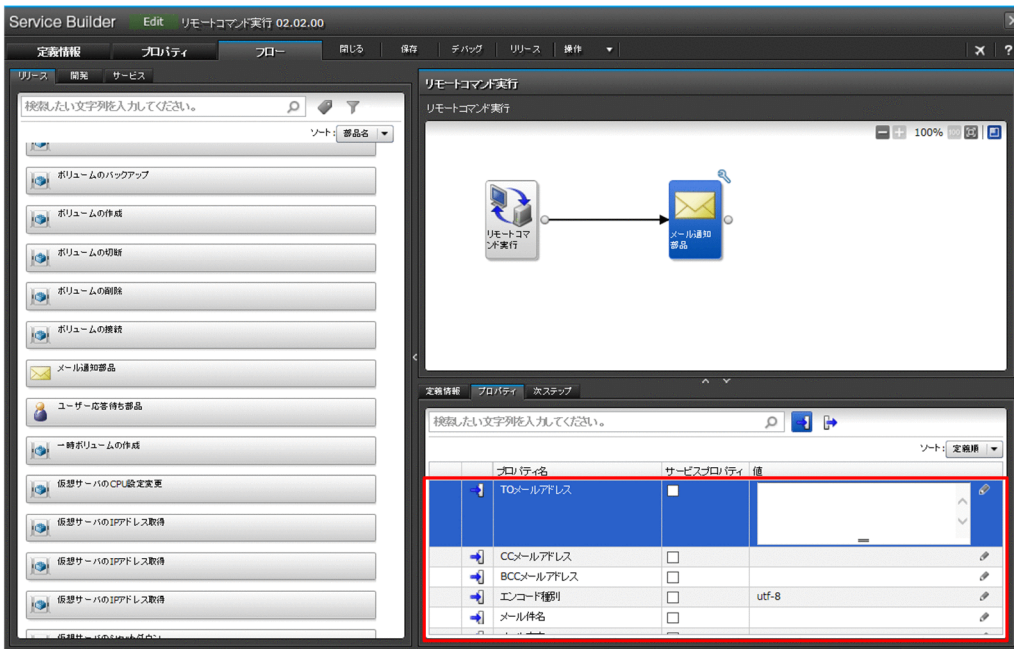 Service Builder Edit リモートコマンド実行 02.02.00
定義情報 プロパティ フロー 閉じる 保存 デバッグ リリース 操作 ?
リリース 開発 サービス
検索したい文字列を入力してください。
ソート: 部品名
ボリュームのバックアップ
ボリュームの作成
ボリュームの切断
ボリュームの削除
ボリュームの接続
メール通知部品
ユーザー応答待ち部品
一時ボリュームの作成
仮想サーバのCPU設定変更
仮想サーバのIPアドレス取得
仮想サーバのIPアドレス取得
仮想サーバのIPアドレス取得
リモートコマンド実行
リモートコマンド実行
100%
リモートコマ
ンド実行
メール通知
部品
定義情報 プロパティ 次ステップ
検索したい文字列を入力してください。
ソート: 定義順
プロパティ名 サービスプロパティ 値
TOメールアドレス
CCメールアドレス
BCCメールアドレス
エンコード種別 utf-8
メール件名